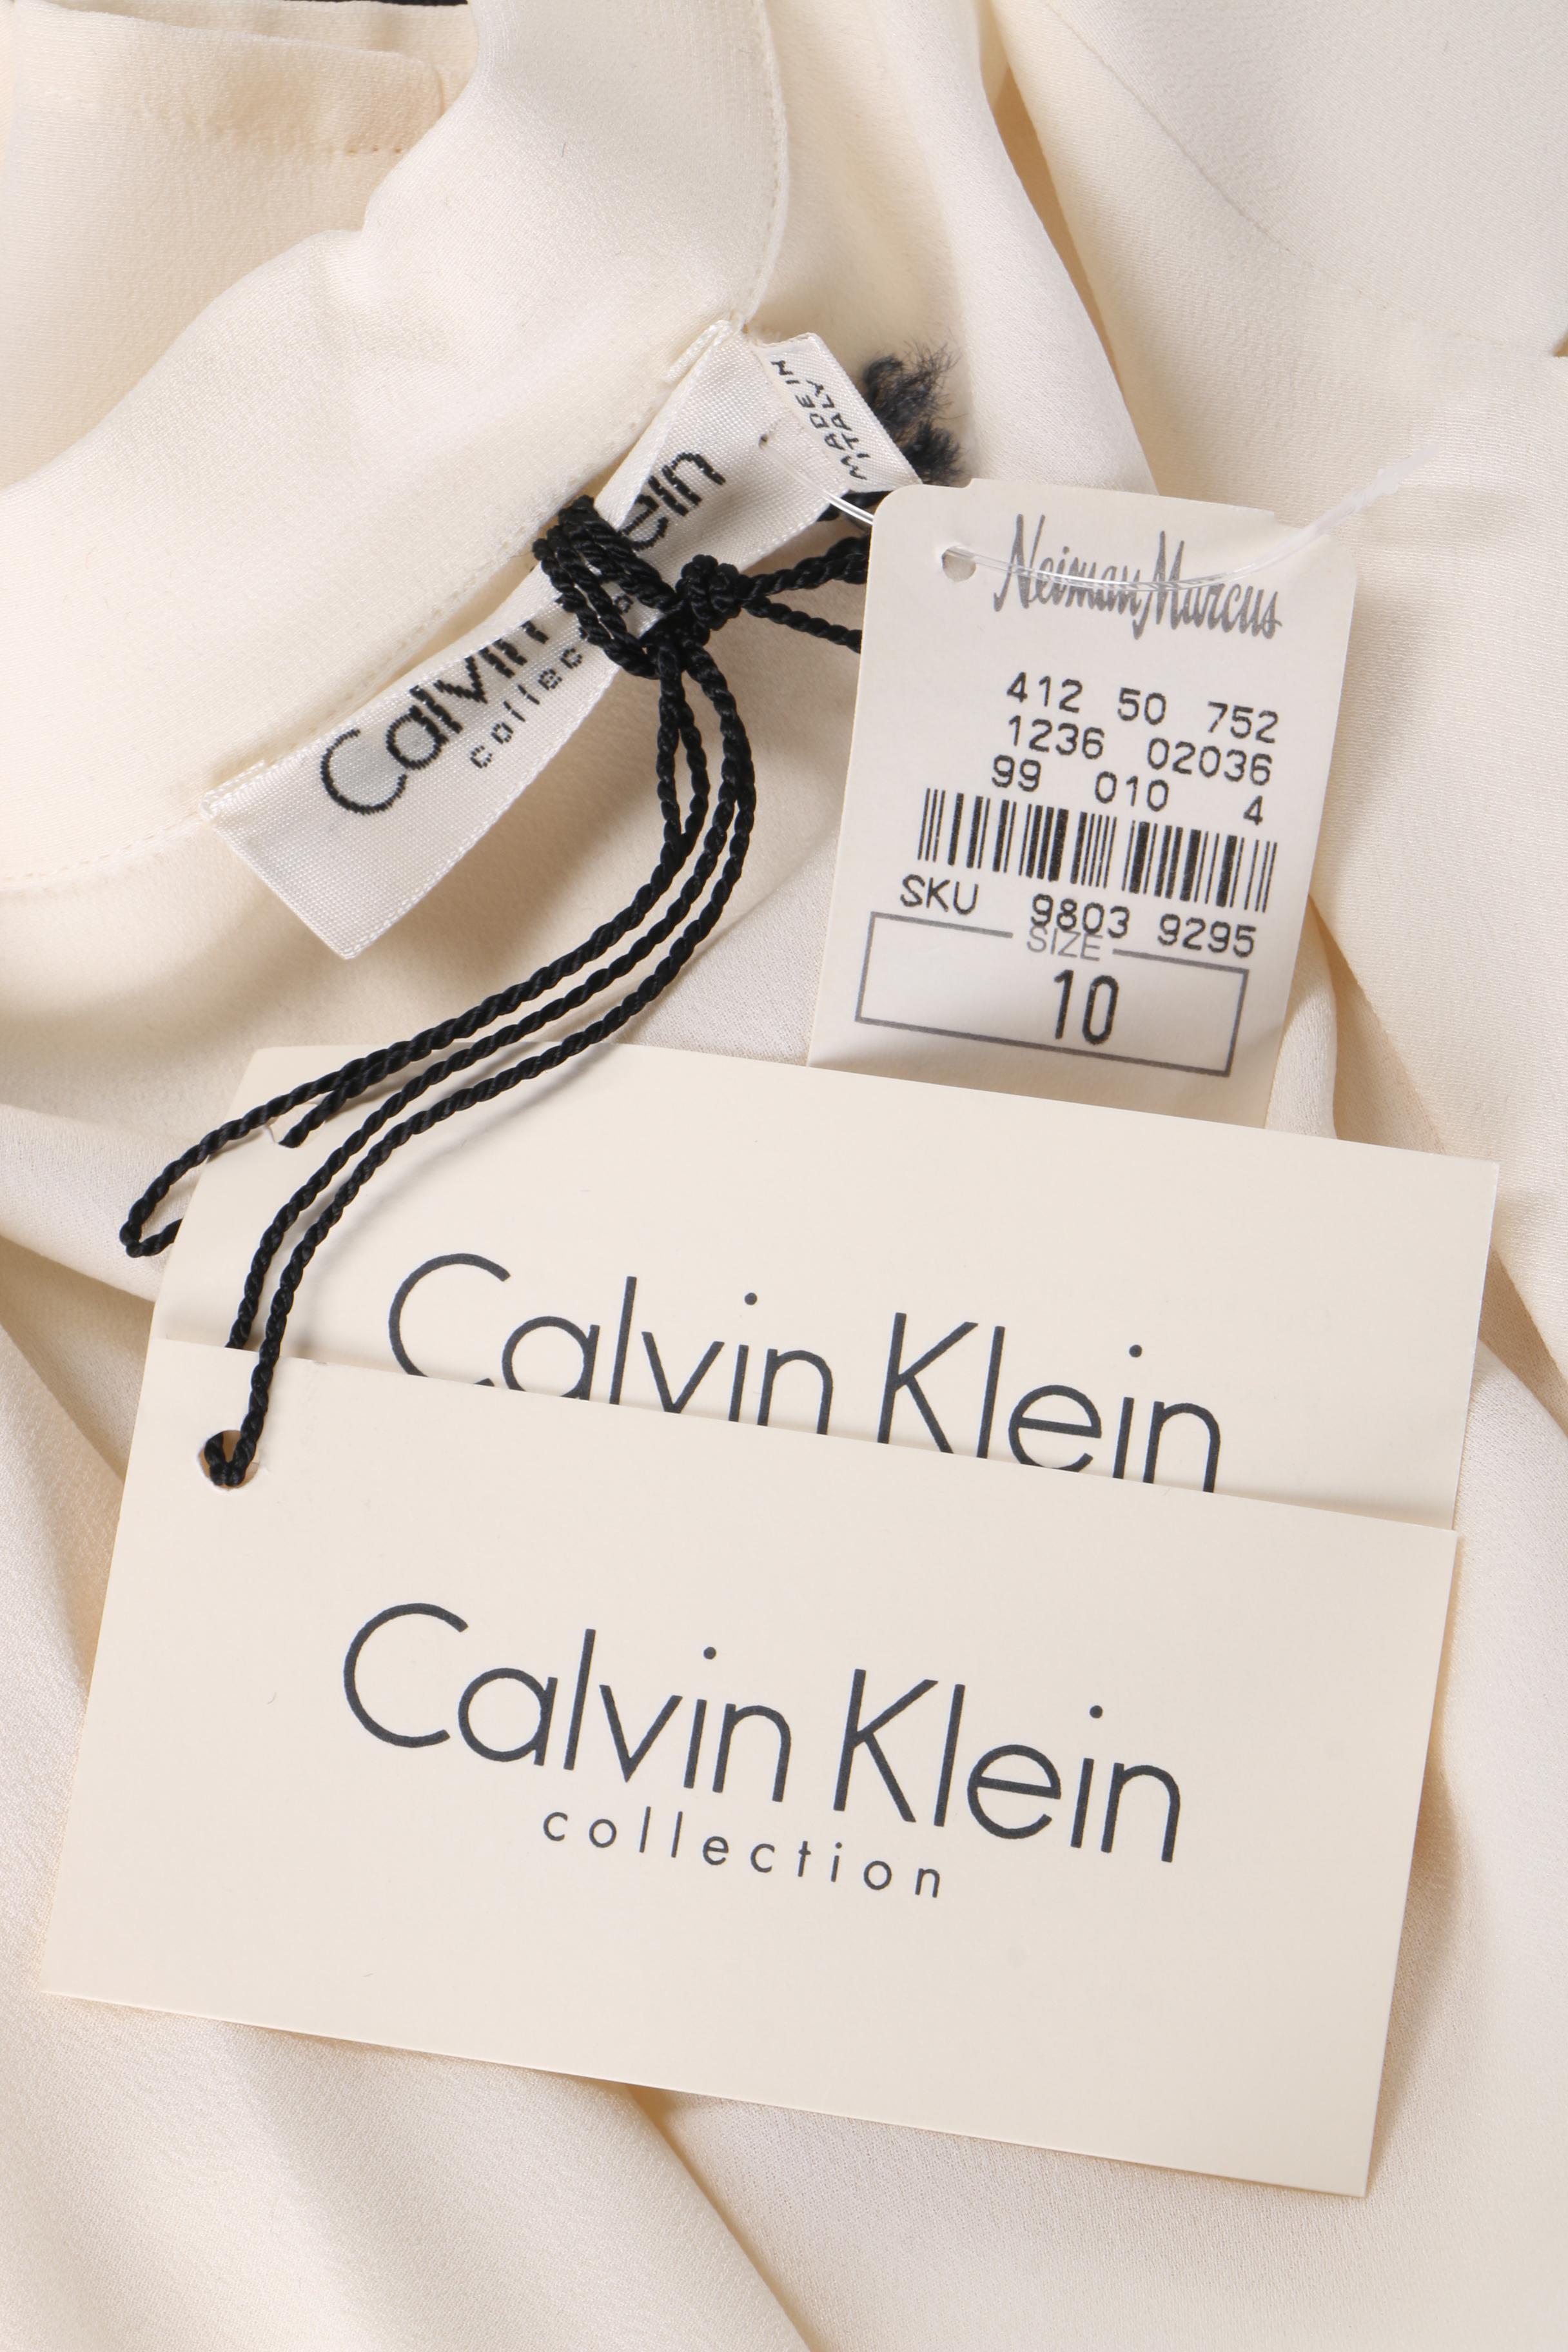 MADE IN
ITALY
Calvin Klein
collec
Neiman Marcus
412 50 752
1236 02036
99 010 4
SKU 9803 9295
SIZE
10
Calvin Klein
Calvin Klein
collection